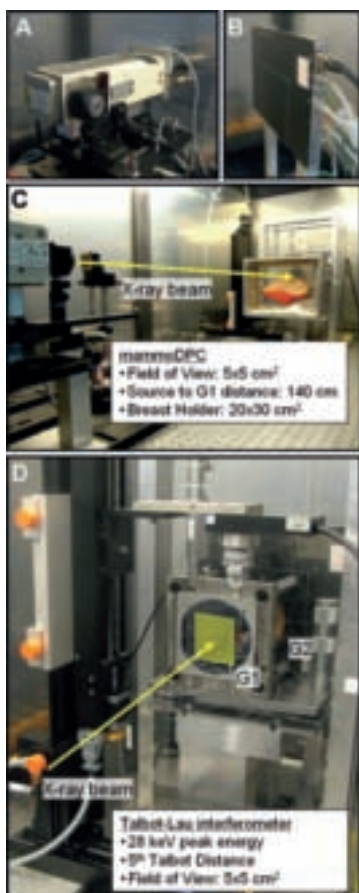 A
B
C
X-ray beam
mammoDPC
•Field of View: 5x5 cm²
•Source to G1 distance: 140 cm
•Breast Holder: 20x30 cm²
D
G2
G1
X-ray beam
Talbot-Lau interferometer
•28 keV peak energy
•5th Talbot Distance
•Field of View: 5x5 cm²